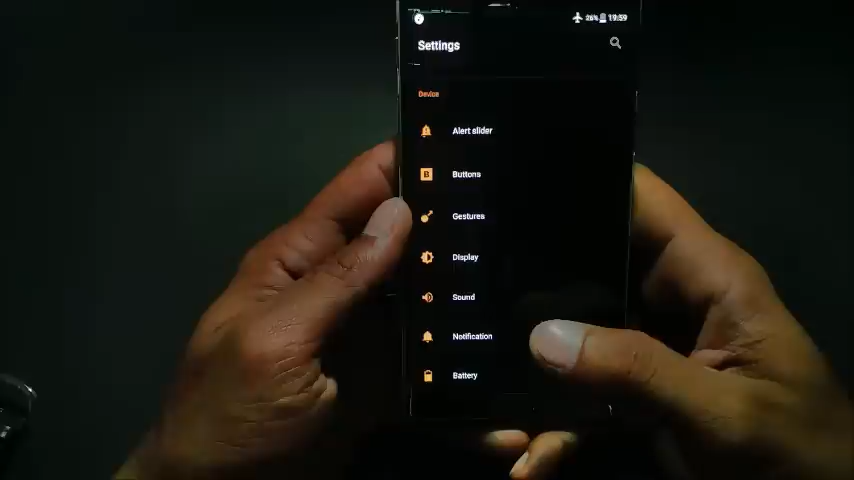 26% 19:59
Settings
Device
Alert slider
B Buttons
Gestures
Display
Sound
Notification
Battery